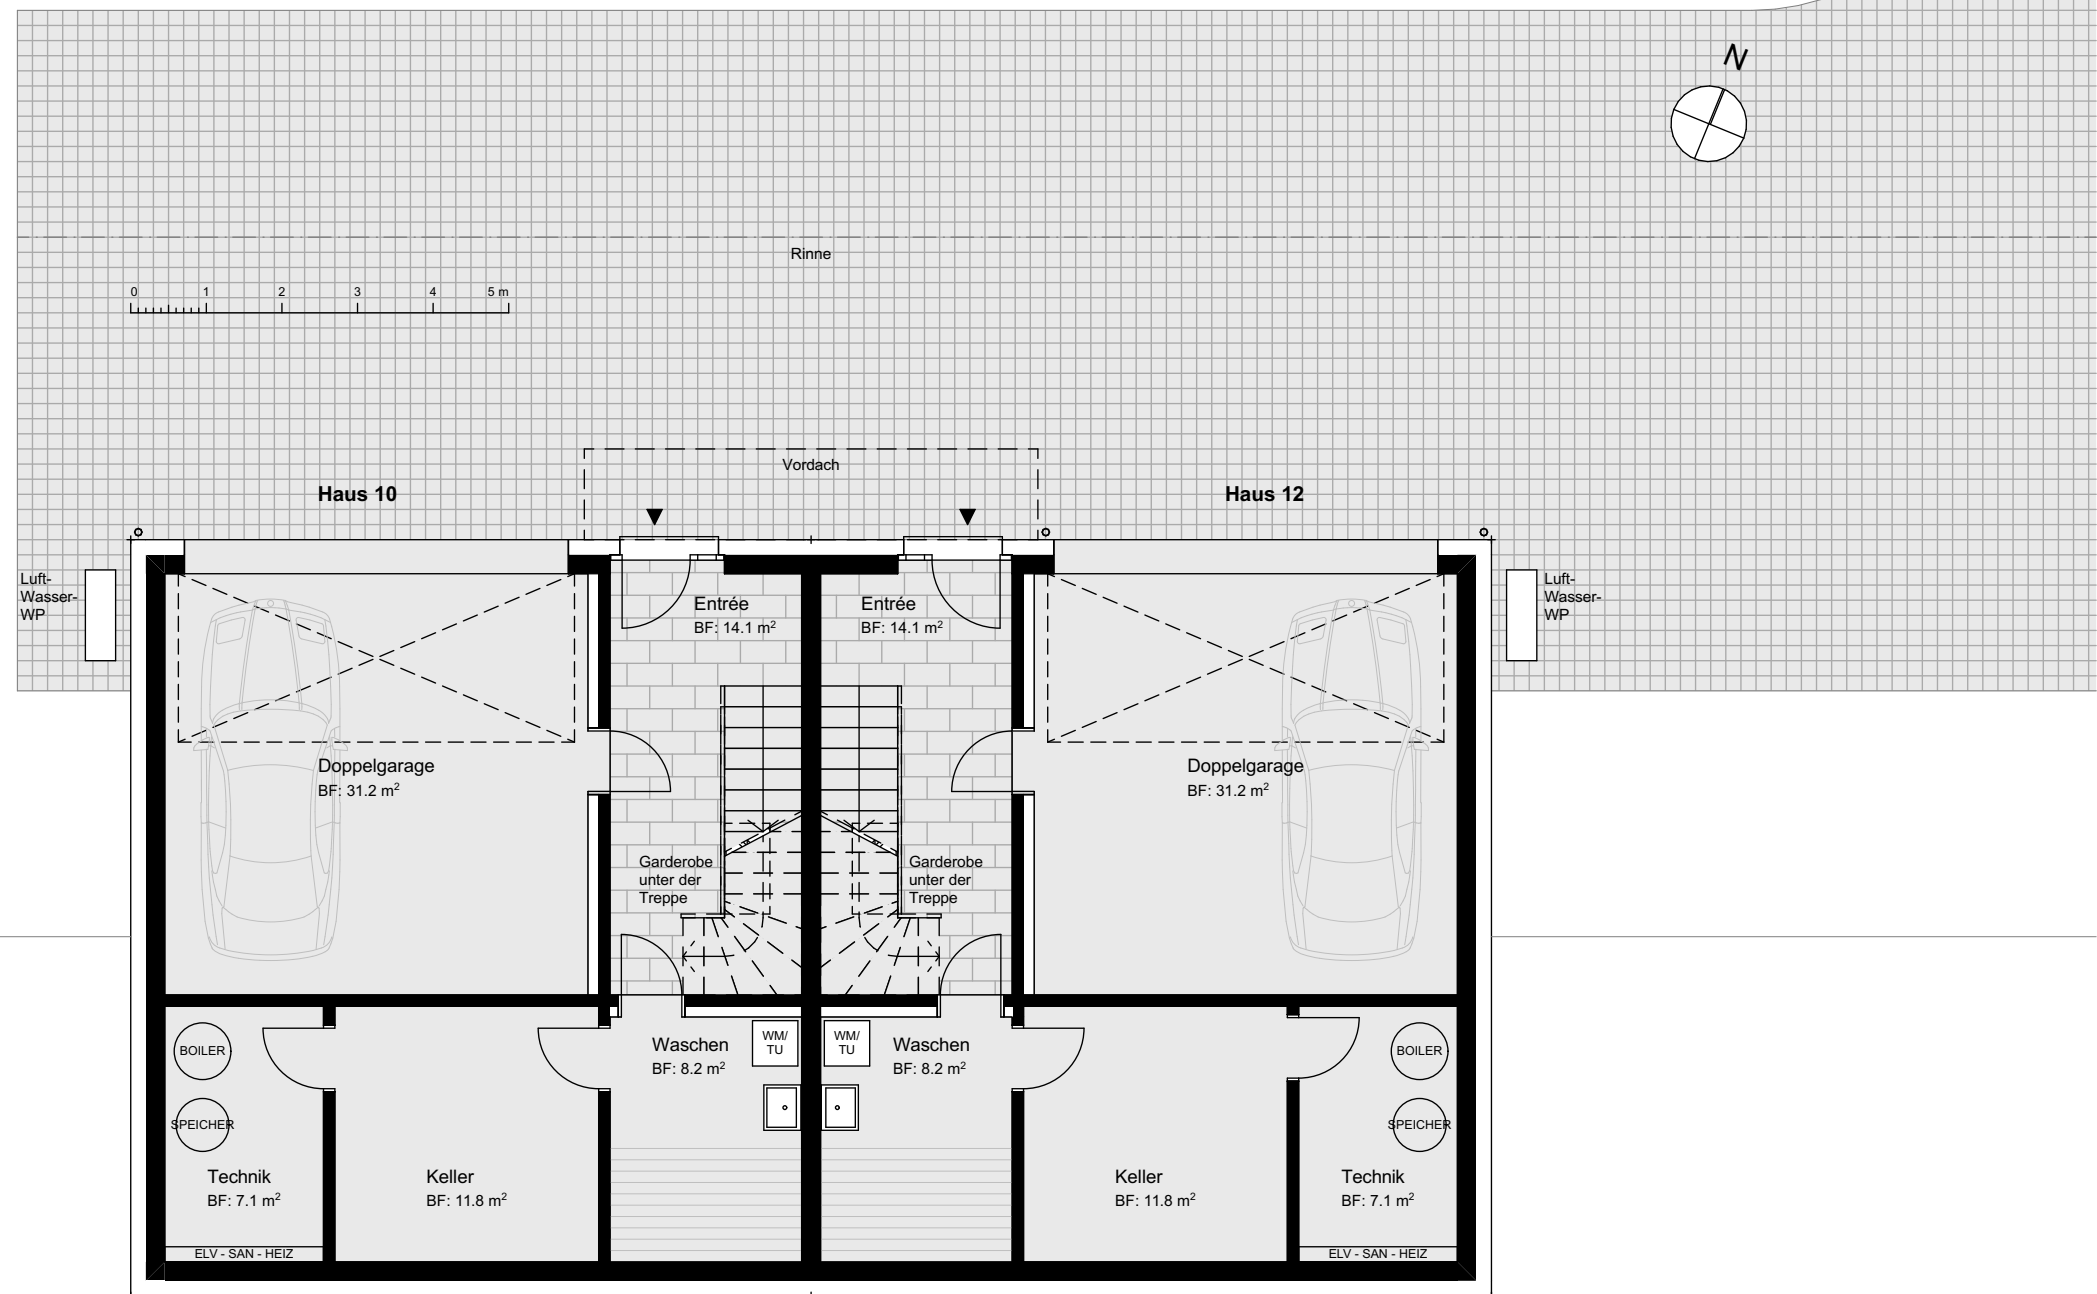 N
Rinne
0 1 2 3 4 5 m
Vordach
Haus 10
Haus 12
Luft-
Wasser-
WP
Luft-
Wasser-
WP
Entrée
BF: 14.1 m²
Entrée
BF: 14.1 m²
Doppelgarage
BF: 31.2 m²
Doppelgarage
BF: 31.2 m²
Garderobe
unter der
Treppe
Garderobe
unter der
Treppe
BOILER
SPEICHER
Technik
BF: 7.1 m²
ELV - SAN - HEIZ
Keller
BF: 11.8 m²
Waschen
BF: 8.2 m²
WM/
TU
WM/
TU
Waschen
BF: 8.2 m²
Keller
BF: 11.8 m²
BOILER
SPEICHER
Technik
BF: 7.1 m²
ELV - SAN - HEIZ